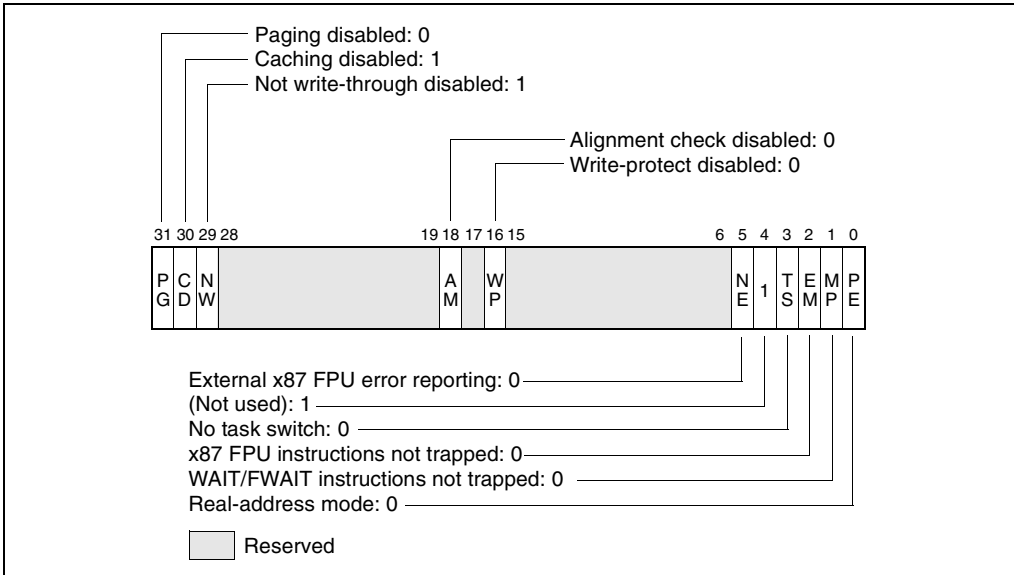 Paging disabled: 0
Caching disabled: 1
Not write-through disabled: 1
Alignment check disabled: 0
Write-protect disabled: 0
31 30 29 28 19 18 17 16 15 6 5 4 3 2 1 0
P G C D N W A M W P N E 1 T S E M M P P E
External x87 FPU error reporting: 0
(Not used): 1
No task switch: 0
x87 FPU instructions not trapped: 0
WAIT/FWAIT instructions not trapped: 0
Real-address mode: 0
Reserved